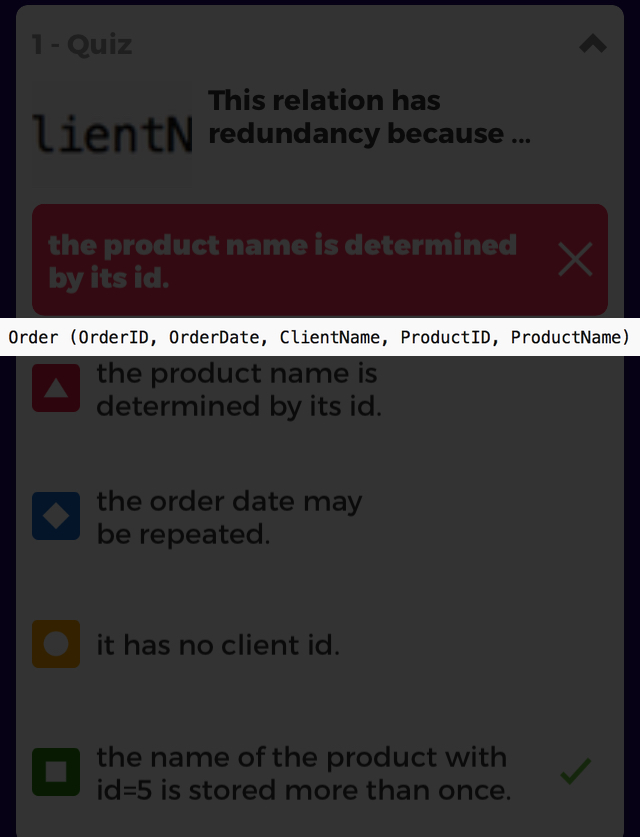 1 - Quiz
lientN
This relation has
redundancy because ...
the product name is determined
by its id.
Order (OrderID, OrderDate, ClientName, ProductID, ProductName)
the product name is
determined by its id.
the order date may
be repeated.
it has no client id.
the name of the product with
id=5 is stored more than once.